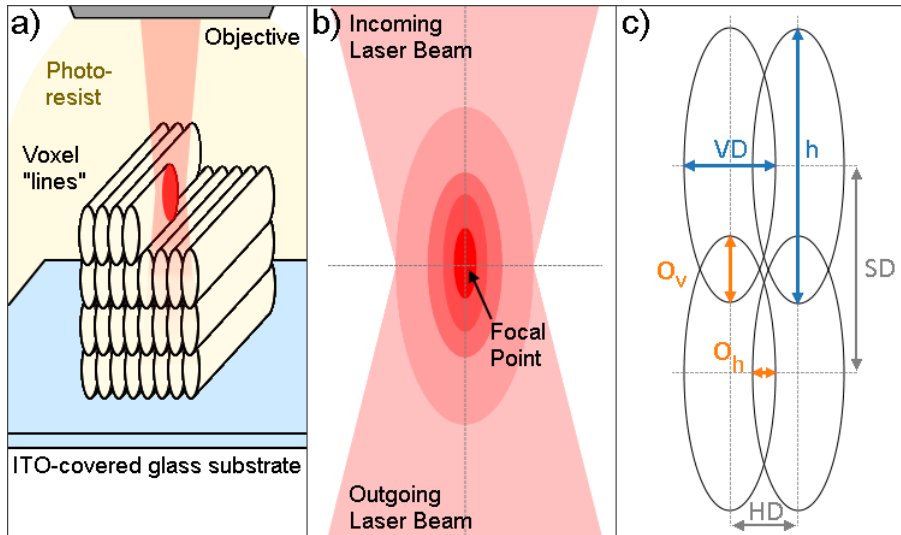 a)
Objective
Photo-
resist
Voxel
"lines"
ITO-covered glass substrate
b)
Incoming
Laser Beam
Focal
Point
Outgoing
Laser Beam
c)
VD
h
Ov
SD
Oh
HD